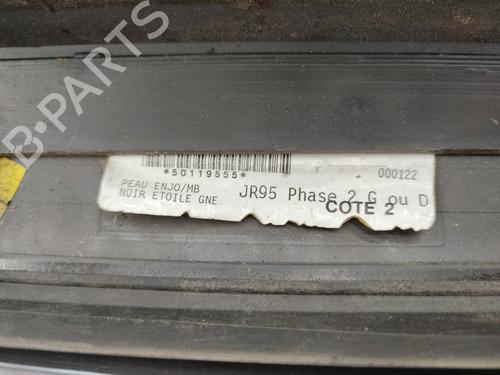 B-PARTS
*50119555*
000122
PEAU ENJO/MB
NOIR ETOILE GNE
JR95 Phase 2 G ou D
COTE 2